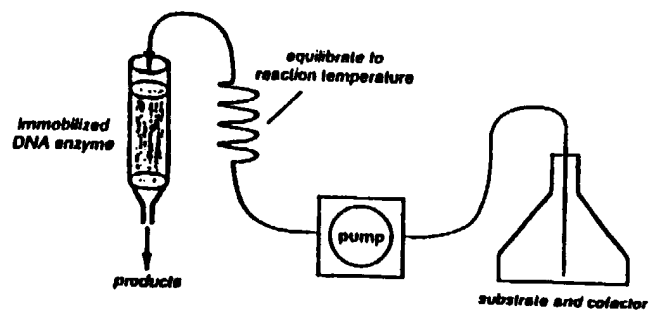 equilibrate to
reaction temperature
Immobilized
DNA enzyme
pump
products
substrate and cofactor